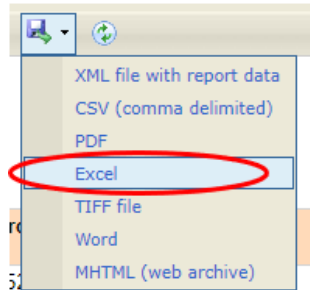 XML file with report data
CSV (comma delimited)
PDF
Excel
TIFF file
Word
MHTML (web archive)